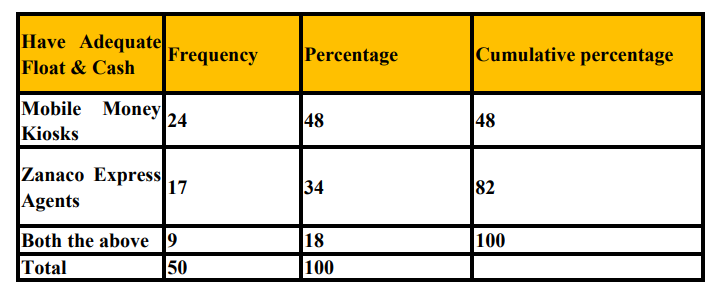 Have Adequate Float & Cash Frequency Percentage Cumulative percentage
Mobile Money Kiosks 24 48 48
Zanaco Express Agents 17 34 82
Both the above 9 18 100
Total 50 100